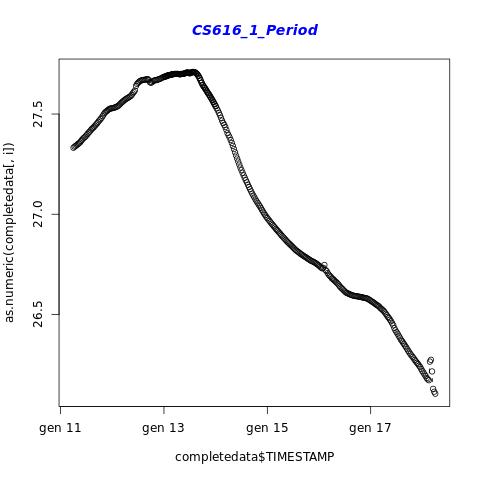 CS616_1_Period
as.numeric(completedata[, i])
27.5
27.0
26.5
gen 11
gen 13
gen 15
gen 17
completedata$TIMESTAMP